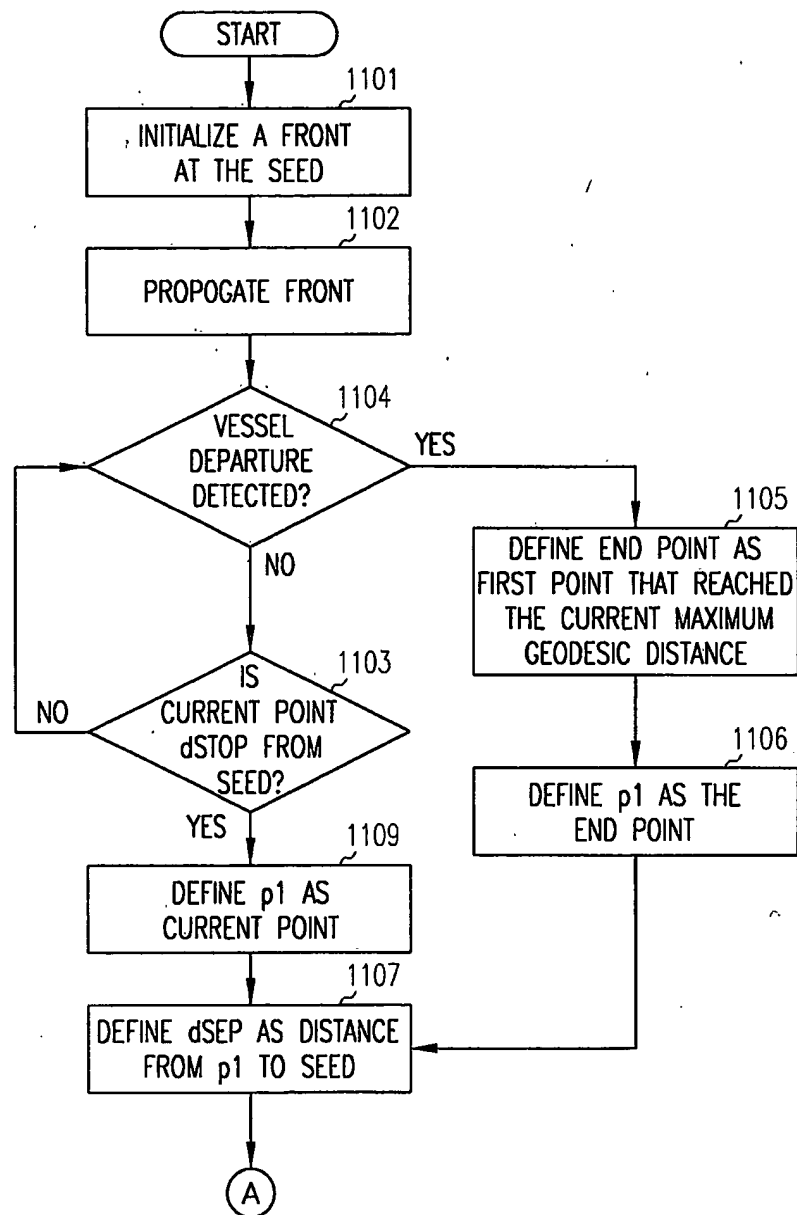 START
1101
INITIALIZE A FRONT
AT THE SEED
1102
PROPOGATE FRONT
1104
VESSEL
DEPARTURE
DETECTED?
YES
NO
1105
DEFINE END POINT AS
FIRST POINT THAT REACHED
THE CURRENT MAXIMUM
GEODESIC DISTANCE
1103
IS
CURRENT POINT
dSTOP FROM
SEED?
NO
YES
1106
DEFINE p1 AS THE
END POINT
1109
DEFINE p1 AS
CURRENT POINT
1107
DEFINE dSEP AS DISTANCE
FROM p1 TO SEED
A